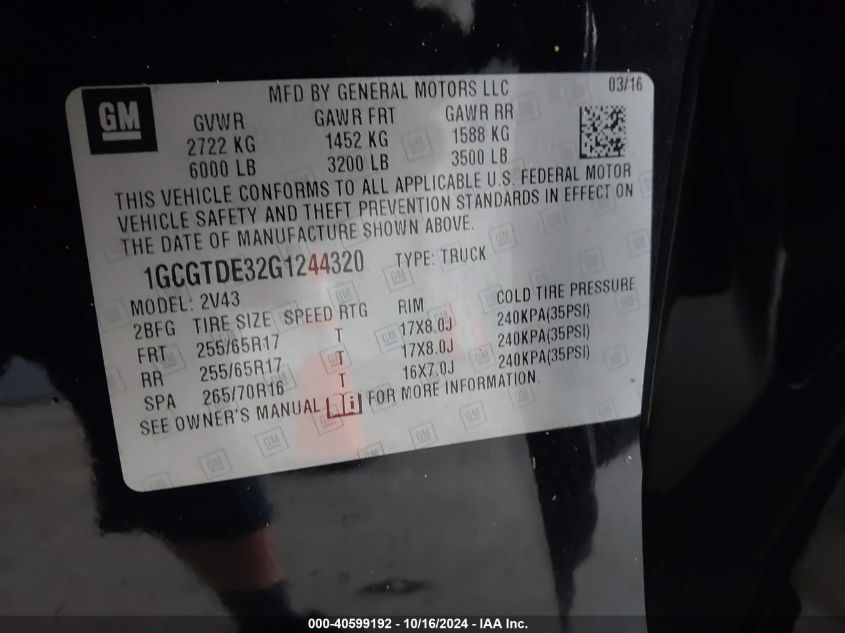 GM
MFD BY GENERAL MOTORS LLC 03/16
GVWR GAWR FRT GAWR RR
2722 KG 1452 KG 1588 KG
6000 LB 3200 LB 3500 LB
THIS VEHICLE CONFORMS TO ALL APPLICABLE U.S. FEDERAL MOTOR
VEHICLE SAFETY AND THEFT PREVENTION STANDARDS IN EFFECT ON
THE DATE OF MANUFACTURE SHOWN ABOVE.
1GCGTDE32G1244320 TYPE: TRUCK
MODEL: 2V43
2BFG TIRE SIZE SPEED RTG RIM COLD TIRE PRESSURE
FRT 255/65R17 T 17X8.0J 240KPA(35PSI)
RR 255/65R17 T 17X8.0J 240KPA(35PSI)
SPA 265/70R16 T 16X7.0J 240KPA(35PSI)
SEE OWNER'S MANUAL i FOR MORE INFORMATION.
000-40599192 - 10/16/2024 - IAA Inc.